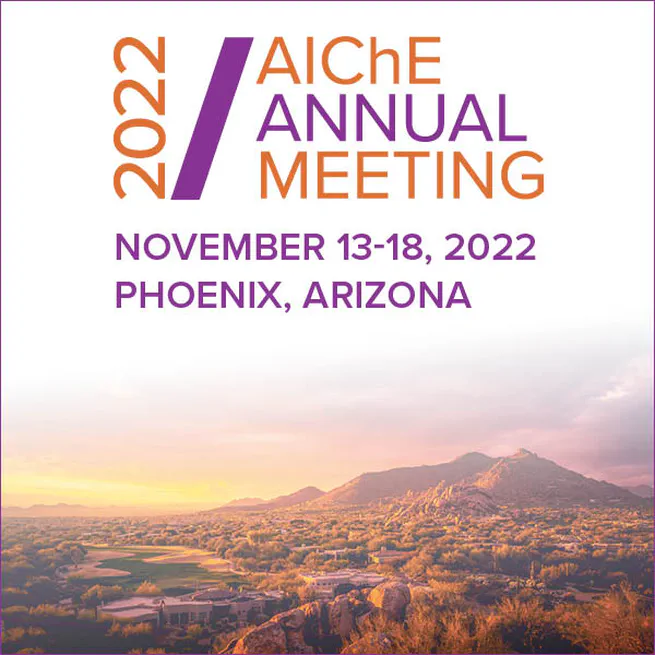 2022
AIChE
ANNUAL
MEETING
NOVEMBER 13-18, 2022
PHOENIX, ARIZONA